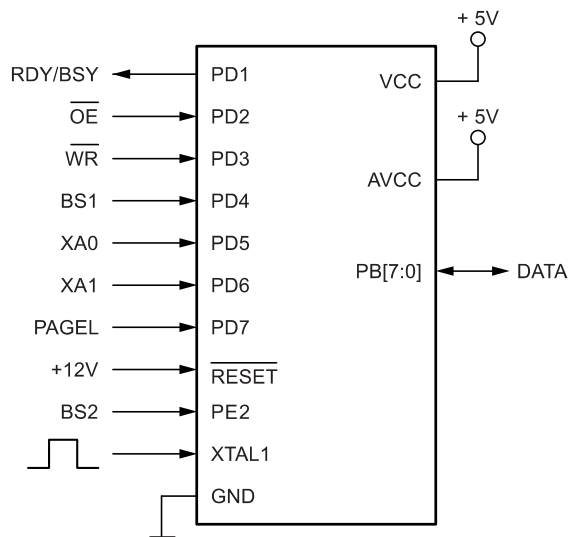 + 5V
RDY/BSY PD1
VCC
OE PD2
+ 5V
WR PD3
BS1 PD4
AVCC
XA0 PD5
XA1 PD6
PB[7:0] DATA
PAGEL PD7
+12V RESET
BS2 PE2
XTAL1
GND